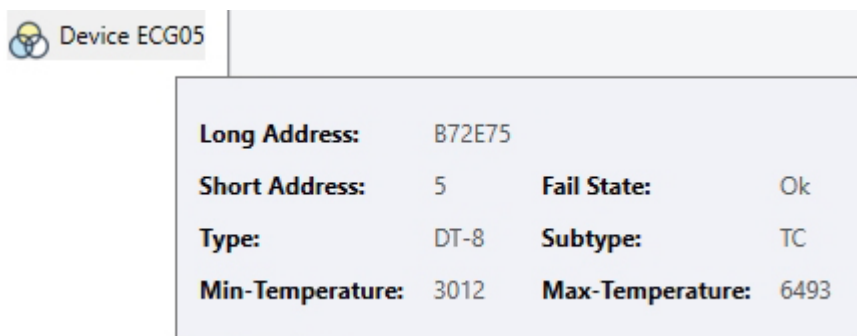 Device ECG05
Long Address: B72E75
Short Address: 5 Fail State: Ok
Type: DT-8 Subtype: TC
Min-Temperature: 3012 Max-Temperature: 6493